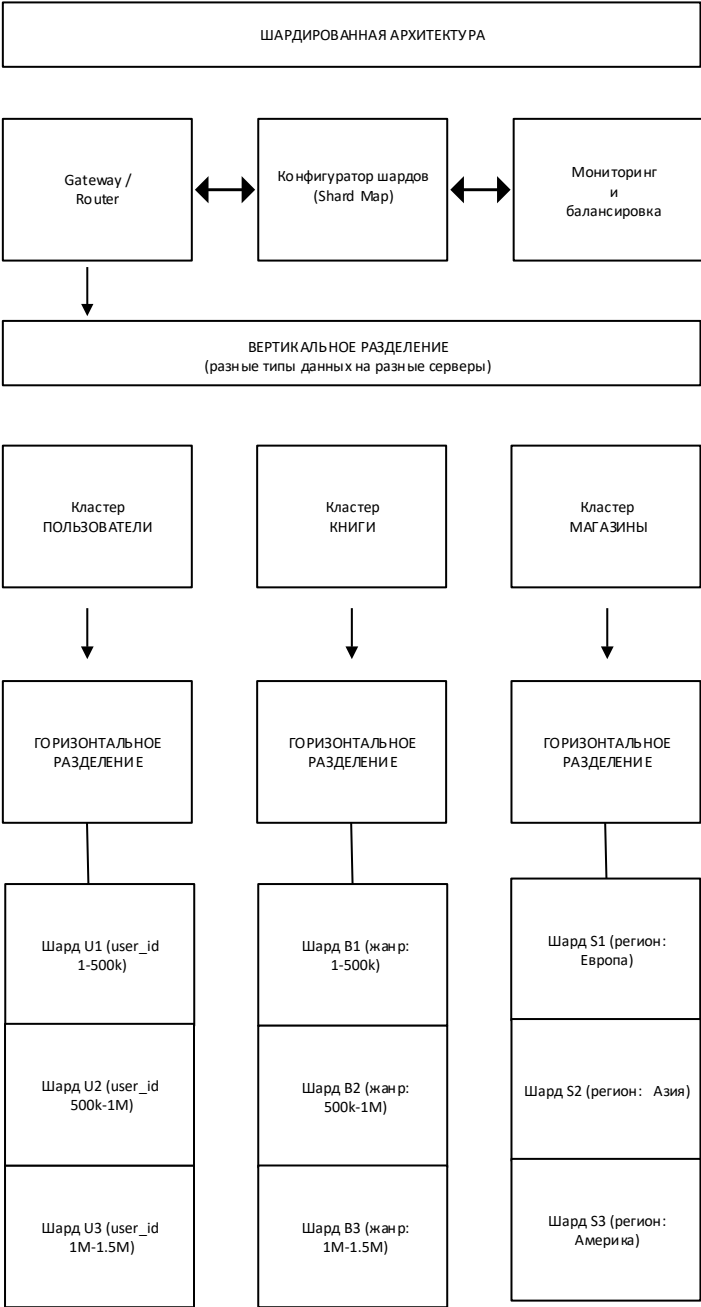 ШАРДИРОВАННАЯ АРХИТЕКТУРА
Gateway /
Router
Конфигуратор шардов
(Shard Map)
Мониторинг
и
балансировка
ВЕРТИКАЛЬНОЕ РАЗДЕЛЕНИЕ
(разные типы данных на разные серверы)
Кластер
ПОЛЬЗОВАТЕЛИ
Кластер
КНИГИ
Кластер
МАГАЗИНЫ
ГОРИЗОНТАЛЬНОЕ
РАЗДЕЛЕНИЕ
ГОРИЗОНТАЛЬНОЕ
РАЗДЕЛЕНИЕ
ГОРИЗОНТАЛЬНОЕ
РАЗДЕЛЕНИЕ
Шард U1 (user_id
1-500k)
Шард B1 (жанр:
1-500k)
Шард S1 (регион:
Европа)
Шард U2 (user_id
500k-1M)
Шард B2 (жанр:
500k-1M)
Шард S2 (регион: Азия)
Шард U3 (user_id
1M-1.5M)
Шард B3 (жанр:
1M-1.5M)
Шард S3 (регион:
Америка)